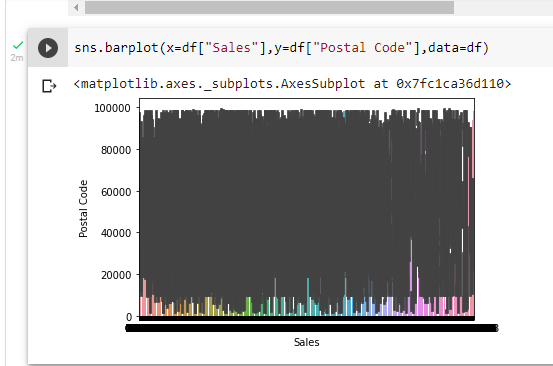 2m
sns.barplot(x=df["Sales"],y=df["Postal Code"],data=df)
<matplotlib.axes._subplots.AxesSubplot at 0x7fc1ca36d110>
100000
80000
60000
40000
20000
0
Postal Code
Sales